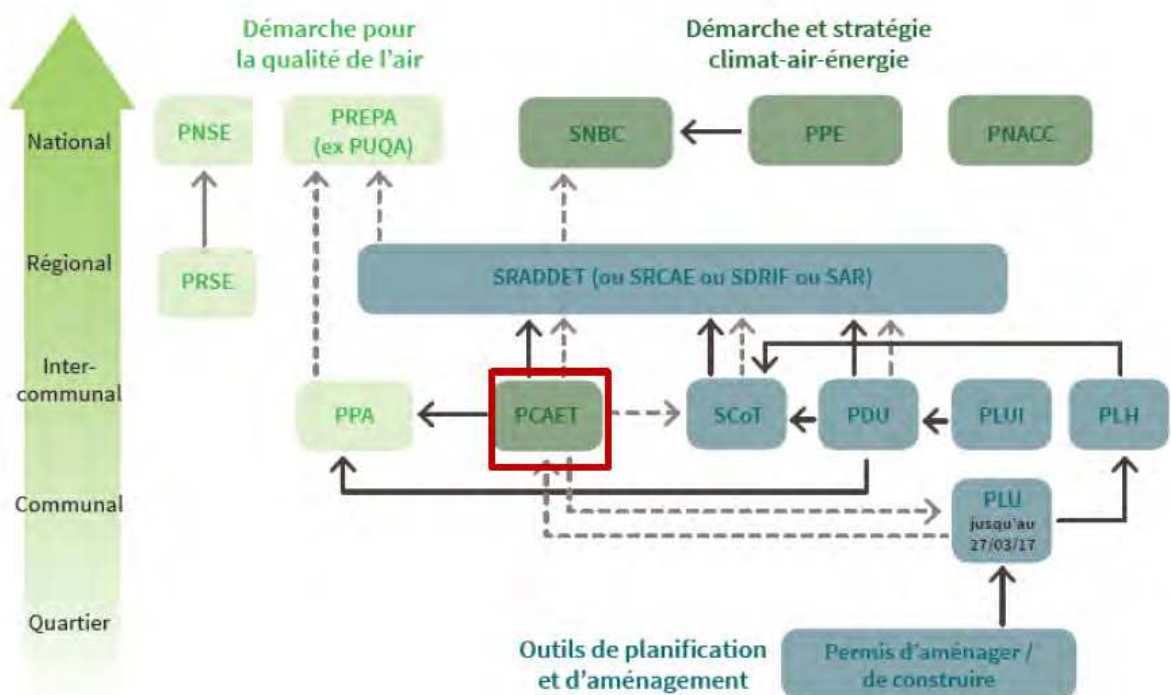 Démarche pour
la qualité de l'air
Démarche et stratégie
climat-air-énergie
National
PNSE
PREPA
(ex PUQA)
SNBC
PPE
PNACC
Régional
PRSE
SRADDET (ou SRCAE ou SDRIF ou SAR)
Inter-
communal
PPA
PCAET
SCoT
PDU
PLUI
PLH
Communal
PLU
jusqu'au
27/03/17
Quartier
Outils de planification
et d'aménagement
Permis d'aménager /
de construire